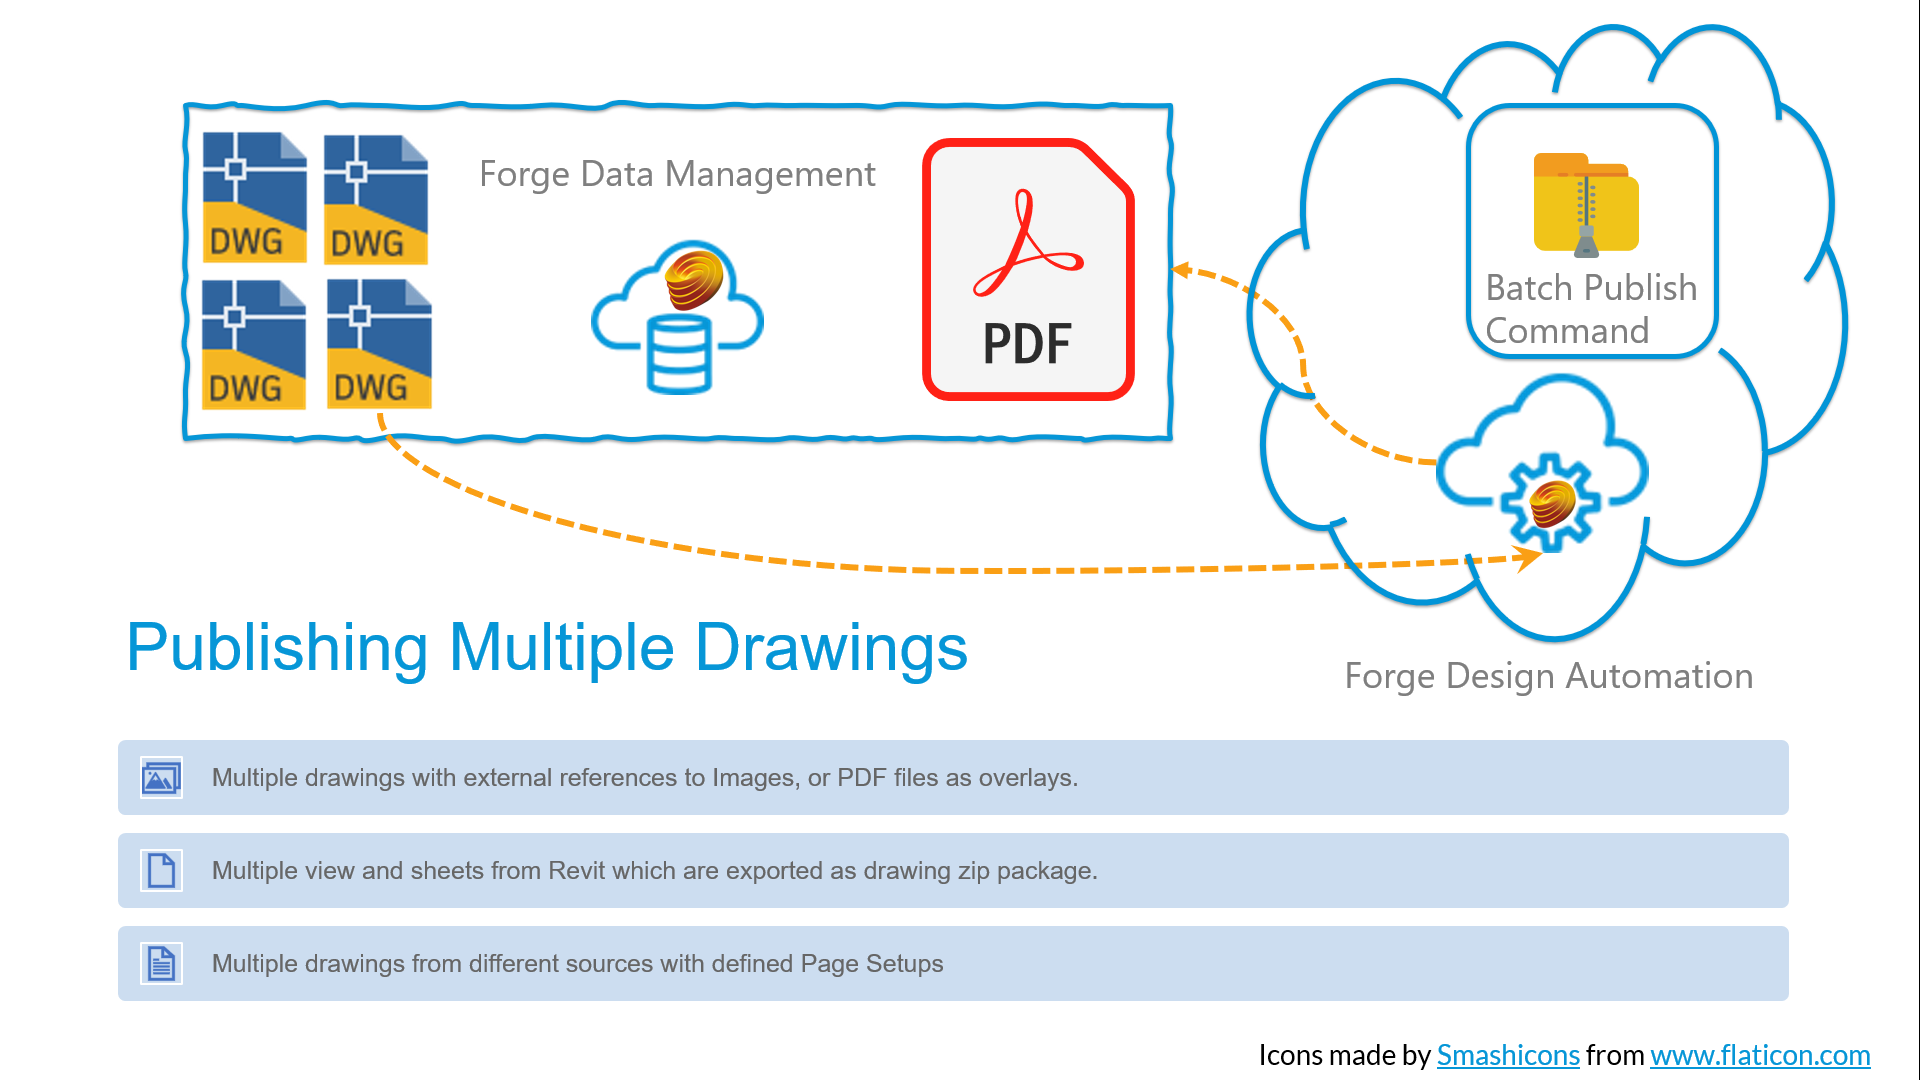 DWG
DWG
DWG
DWG
Forge Data Management
PDF
Batch Publish
Command
Forge Design Automation
Publishing Multiple Drawings
Multiple drawings with external references to Images, or PDF files as overlays.
Multiple view and sheets from Revit which are exported as drawing zip package.
Multiple drawings from different sources with defined Page Setups
Icons made by Smashicons from www.flaticon.com